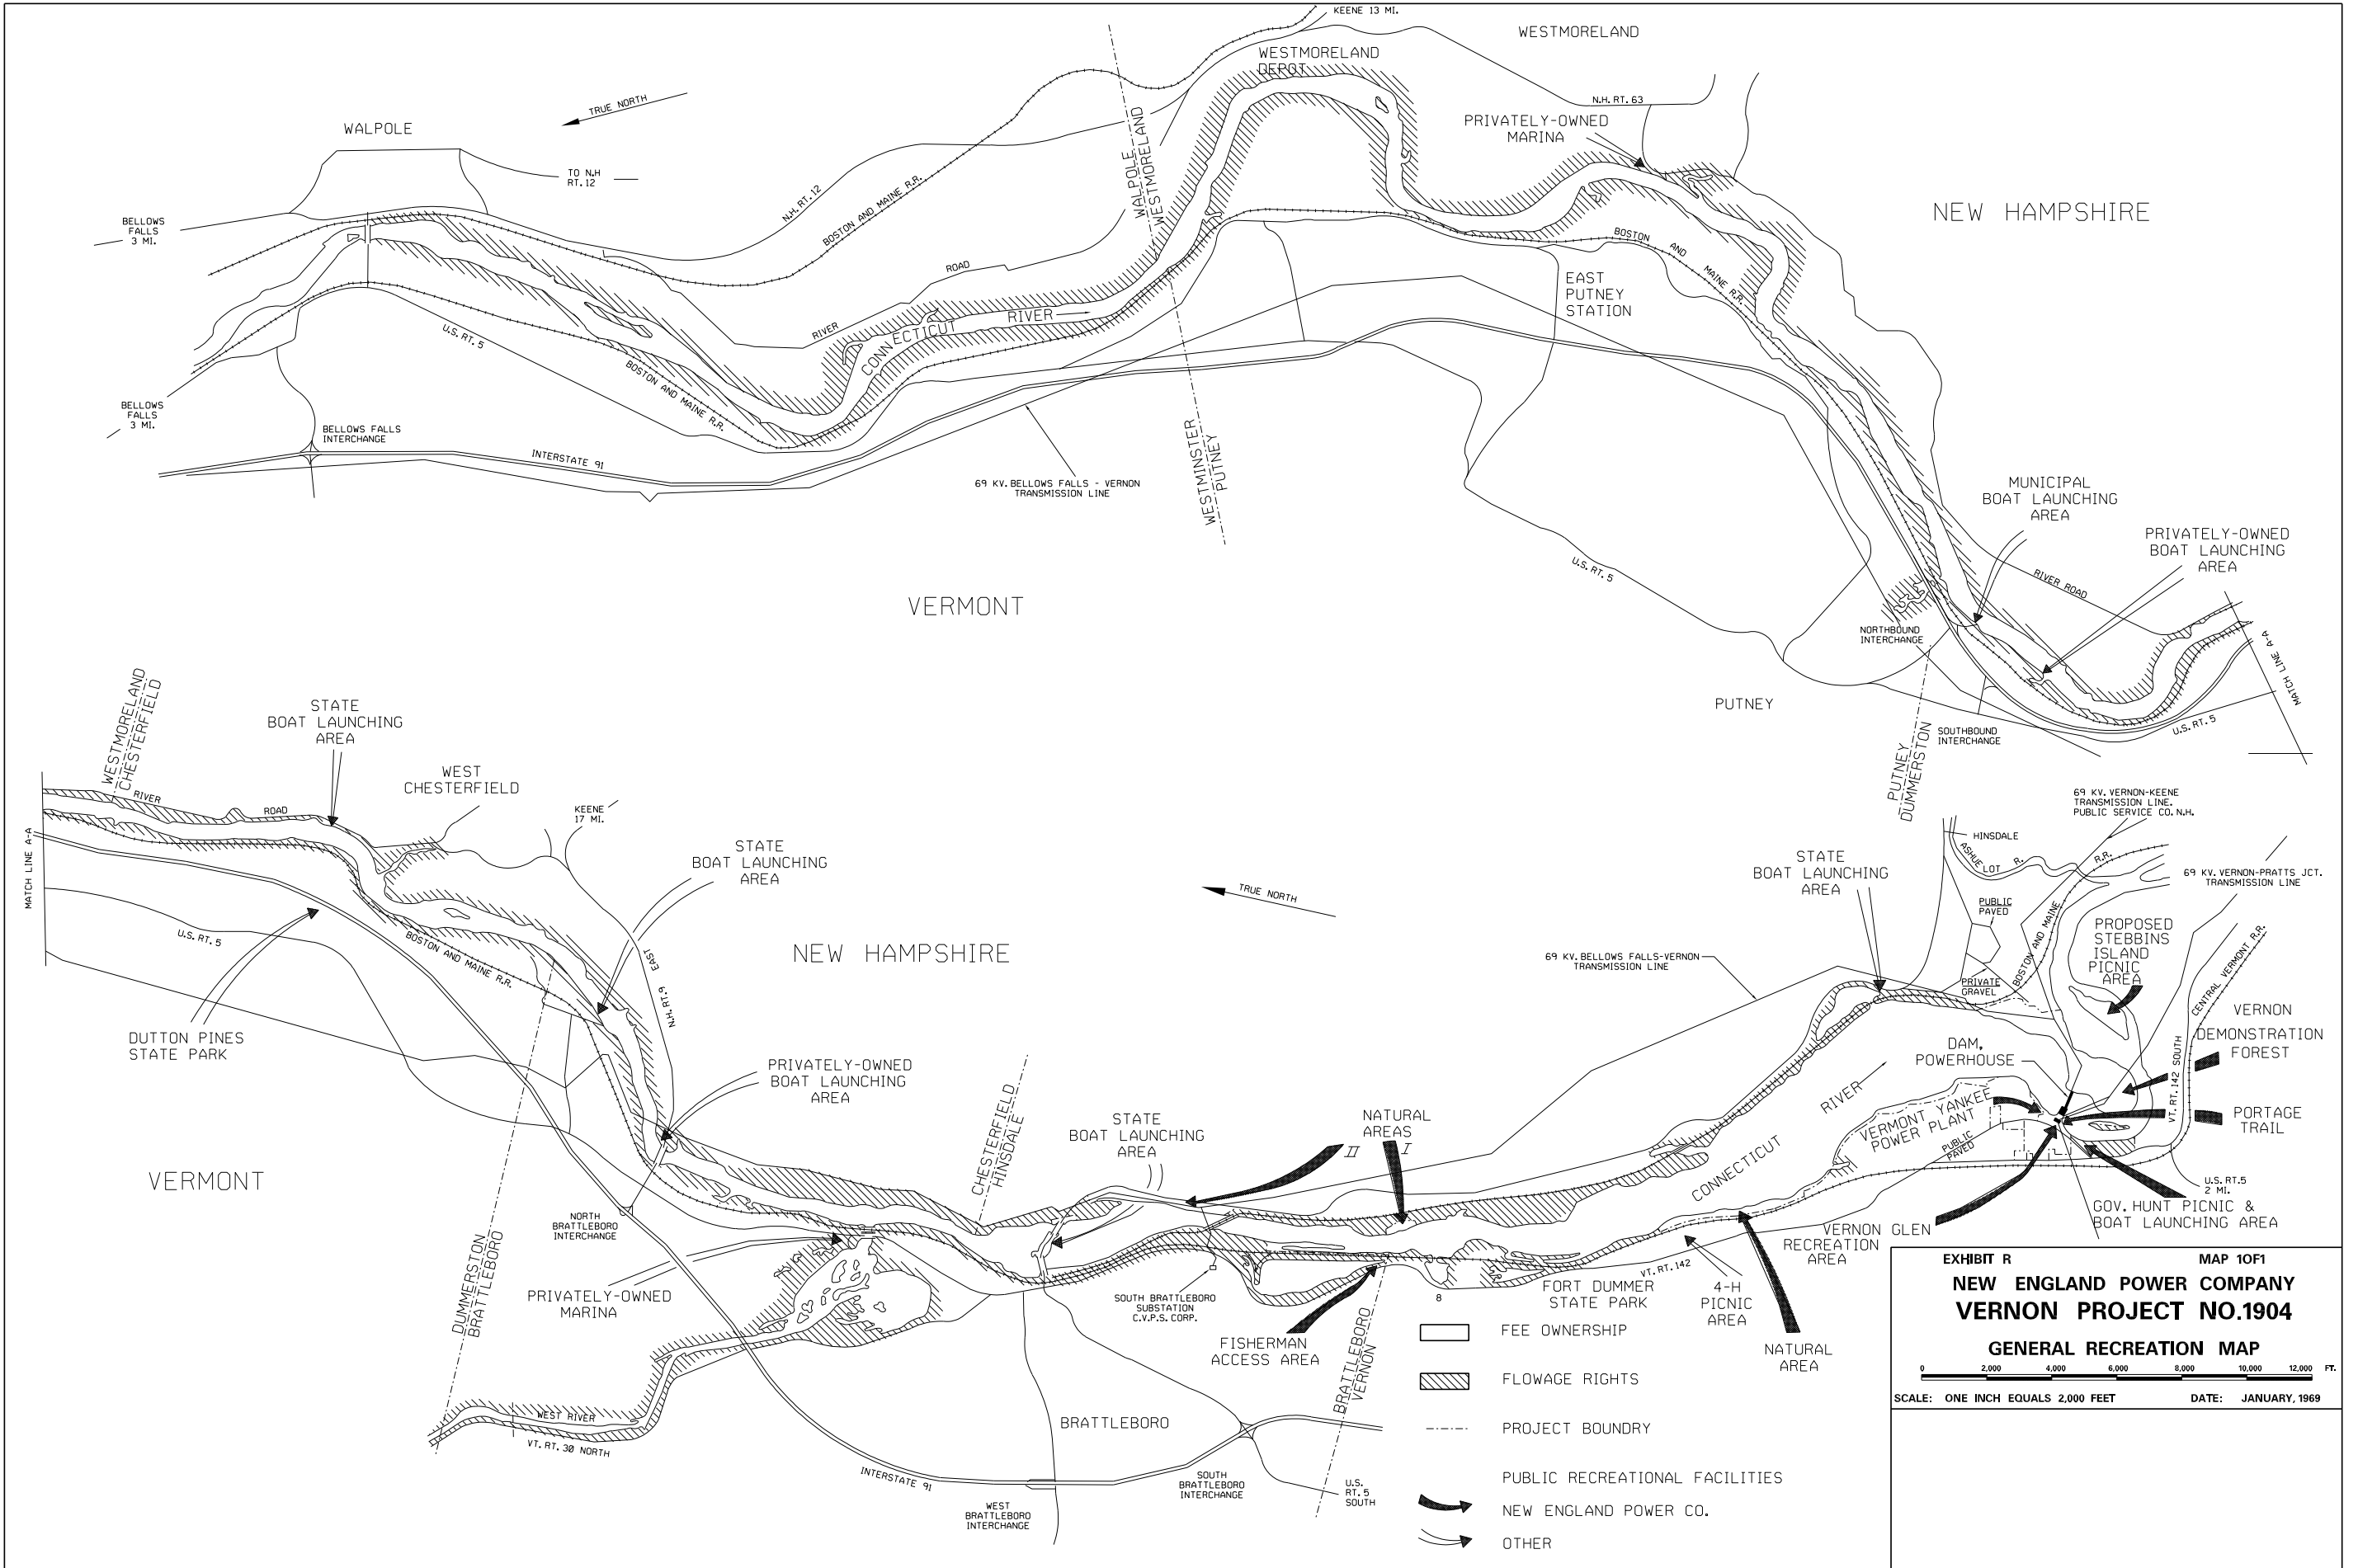 KEENE 13 MI.
WESTMORELAND
WESTMORELAND
DEPOT
TRUE NORTH
WALPOLE
N.H. RT. 63
PRIVATELY-OWNED
MARINA
TO N.H
RT. 12
WALPOLE
WESTMORELAND
N.H. RT. 12
BOSTON AND MAINE R.R.
NEW HAMPSHIRE
BELLOWS
FALLS
3 MI.
BOSTON AND MAINE R.R.
ROAD
RIVER
EAST
PUTNEY
STATION
CONNECTICUT RIVER
U.S. RT. 5
BOSTON AND MAINE R.R.
BELLOWS
FALLS
3 MI.
BELLOWS FALLS
INTERCHANGE
INTERSTATE 91
69 KV. BELLOWS FALLS - VERNON
TRANSMISSION LINE
WESTMINSTER
PUTNEY
MUNICIPAL
BOAT LAUNCHING
AREA
PRIVATELY-OWNED
BOAT LAUNCHING
AREA
U.S. RT. 5
RIVER ROAD
VERMONT
NORTHBOUND
INTERCHANGE
MATCH LINE A-A
PUTNEY
U.S. RT. 5
SOUTHBOUND
INTERCHANGE
PUTNEY
DUMMERSTON
WESTMORELAND
CHESTERFIELD
STATE
BOAT LAUNCHING
AREA
WEST
CHESTERFIELD
RIVER
ROAD
KEENE
17 MI.
MATCH LINE A-A
STATE
BOAT LAUNCHING
AREA
U.S. RT. 5
BOSTON AND MAINE R.R.
EAST
N.H. RT. 9
NEW HAMPSHIRE
TRUE NORTH
DUTTON PINES
STATE PARK
PRIVATELY-OWNED
BOAT LAUNCHING
AREA
VERMONT
NORTH
BRATTLEBORO
INTERCHANGE
DUMMERSTON
BRATTLEBORO
PRIVATELY-OWNED
MARINA
WEST RIVER
VT. RT. 30 NORTH
CHESTERFIELD
HINSDALE
STATE
BOAT LAUNCHING
AREA
NATURAL
AREAS
II
I
SOUTH BRATTLEBORO
SUBSTATION
C.V.P.S. CORP.
FISHERMAN
ACCESS AREA
BRATTLEBORO
VERNON
8
BRATTLEBORO
INTERSTATE 91
WEST
BRATTLEBORO
INTERCHANGE
SOUTH
BRATTLEBORO
INTERCHANGE
U.S.
RT. 5
SOUTH
69 KV. BELLOWS FALLS-VERNON
TRANSMISSION LINE
STATE
BOAT LAUNCHING
AREA
69 KV. VERNON-KEENE
TRANSMISSION LINE.
PUBLIC SERVICE CO. N.H.
HINSDALE
ASHUELOT R.
BOSTON AND MAINE R.R.
69 KV. VERNON-PRATTS JCT.
TRANSMISSION LINE
PUBLIC
PAVED
PRIVATE
GRAVEL
PROPOSED
STEBBINS
ISLAND
PICNIC
AREA
CENTRAL VERMONT R.R.
VERNON
DEMONSTRATION
FOREST
DAM,
POWERHOUSE
VT. RT. 142 SOUTH
CONNECTICUT RIVER
VERMONT YANKEE
POWER PLANT
PUBLIC
PAVED
PORTAGE
TRAIL
U.S. RT. 5
2 MI.
GOV. HUNT PICNIC &
BOAT LAUNCHING AREA
VERNON GLEN
RECREATION
AREA
FORT DUMMER
STATE PARK
VT. RT. 142
4-H
PICNIC
AREA
NATURAL
AREA
FEE OWNERSHIP
FLOWAGE RIGHTS
PROJECT BOUNDRY
PUBLIC RECREATIONAL FACILITIES
NEW ENGLAND POWER CO.
OTHER
EXHIBIT R MAP 1OF1
NEW ENGLAND POWER COMPANY
VERNON PROJECT NO.1904
GENERAL RECREATION MAP
0 2,000 4,000 6,000 8,000 10,000 12,000 FT.
SCALE: ONE INCH EQUALS 2,000 FEET DATE: JANUARY, 1969